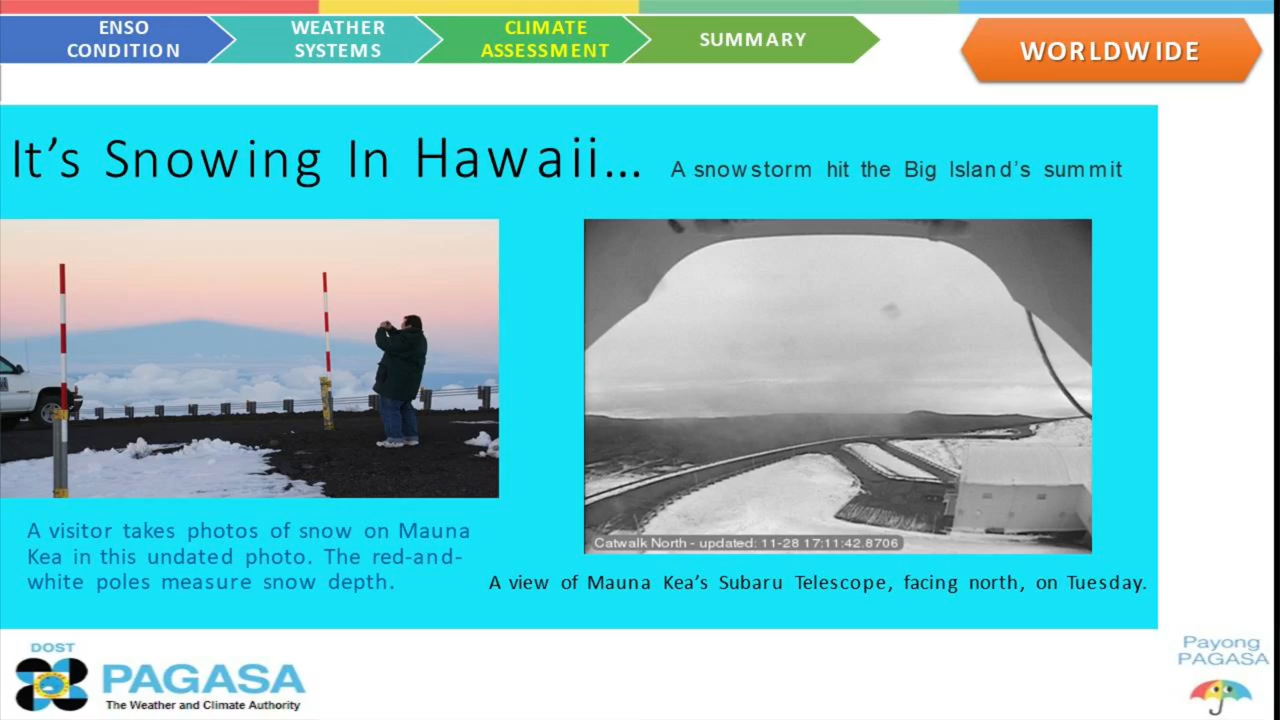 ENSO
CONDITION
WEATHER
SYSTEMS
CLIMATE
ASSESSMENT
SUMMARY
WORLDWIDE
It's Snowing In Hawaii...
A snowstorm hit the Big Island's summit
Catwalk North - updated: 11-28 17:11:42.8706
A visitor takes photos of snow on Mauna
Kea in this undated photo. The red-and-
white poles measure snow depth.
A view of Mauna Kea's Subaru Telescope, facing north, on Tuesday.
DOST
PAGASA
The Weather and Climate Authority
Payong
PAGASA